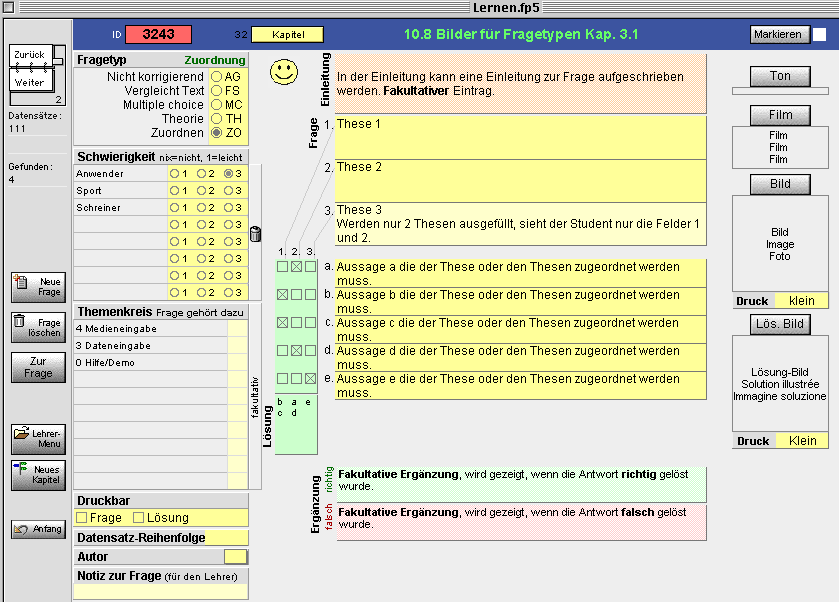 Lernen.fp5
ID 3243 32 Kapitel 10.8 Bilder für Fragetypen Kap. 3.1 Markieren
Zurück
Weiter
2
Datensätze:
111
Gefunden:
4
Neue
Frage
Frage
löschen
Zur
Frage
Lehrer-
Menu
Neues
Kapitel
Anfang
Fragetyp Zuordnung
Nicht korrigierend AG
Vergleicht Text FS
Multiple choice MC
Theorie TH
Zuordnen ZO
Schwierigkeit nix=nicht, 1=leicht
Anwender 1 2 3
Sport 1 2 3
Schreiner 1 2 3
1 2 3
1 2 3
1 2 3
1 2 3
1 2 3
Themenkreis Frage gehört dazu
4 Medieneingabe
3 Dateneingabe
0 Hilfe/Demo
fakultativ
Druckbar
Frage Lösung
Datensatz-Reihenfolge
Autor
Notiz zur Frage (für den Lehrer)
Einleitung
In der Einleitung kann eine Einleitung zur Frage aufgeschrieben
werden. Fakultativer Eintrag.
Frage
1. These 1
2. These 2
3. These 3
Werden nur 2 Thesen ausgefüllt, sieht der Student nur die Felder 1
und 2.
1. 2. 3.
a. Aussage a die der These oder den Thesen zugeordnet werden
muss.
b. Aussage b die der These oder den Thesen zugeordnet werden
muss.
c. Aussage c die der These oder den Thesen zugeordnet werden
muss.
d. Aussage d die der These oder den Thesen zugeordnet werden
muss.
e. Aussage e die der These oder den Thesen zugeordnet werden
muss.
Lösung
b a e
c d
Ergänzung
richtig
Fakultative Ergänzung, wird gezeigt, wenn die Antwort richtig gelöst
wurde.
falsch
Fakultative Ergänzung, wird gezeigt, wenn die Antwort falsch gelöst
wurde.
Ton
Film
Film
Film
Film
Bild
Bild
Image
Foto
Druck klein
Lös. Bild
Lösung-Bild
Solution illustrée
Immagine soluzione
Druck Klein